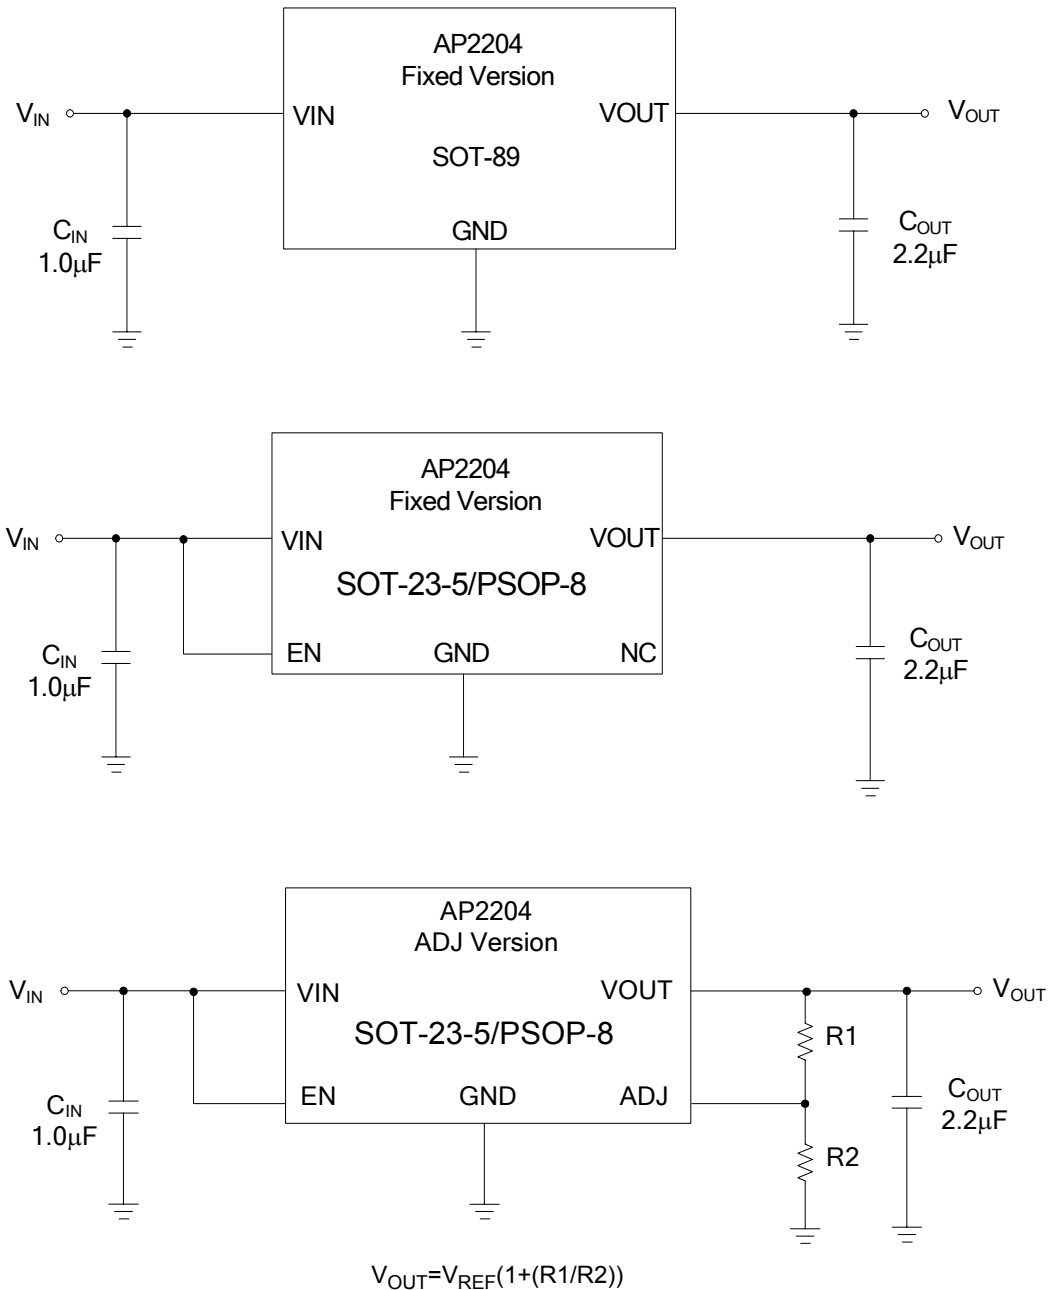 AP2204
Fixed Version
V_IN
VIN
VOUT
V_OUT
SOT-89
C_IN
1.0μF
GND
C_OUT
2.2μF
AP2204
Fixed Version
V_IN
VIN
VOUT
V_OUT
SOT-23-5/PSOP-8
C_IN
1.0μF
EN
GND
NC
C_OUT
2.2μF
AP2204
ADJ Version
V_IN
VIN
VOUT
V_OUT
SOT-23-5/PSOP-8
R1
C_IN
1.0μF
EN
GND
ADJ
C_OUT
2.2μF
R2
V_OUT=V_REF(1+(R1/R2))